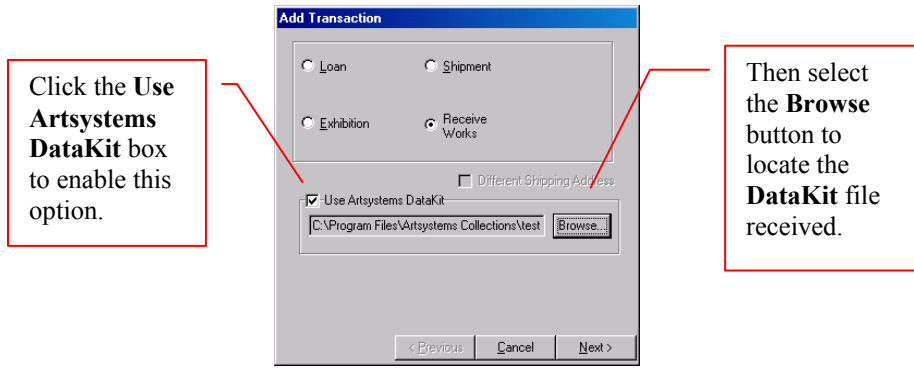 Add Transaction
Loan
Shipment
Exhibition
Receive
Works
Different Shipping Address
Use Artsystems DataKit
C:\Program Files\Artsystems Collections\test
Browse...
< Previous
Cancel
Next >
Click the Use
Artsystems
DataKit box
to enable this
option.
Then select
the Browse
button to
locate the
DataKit file
received.